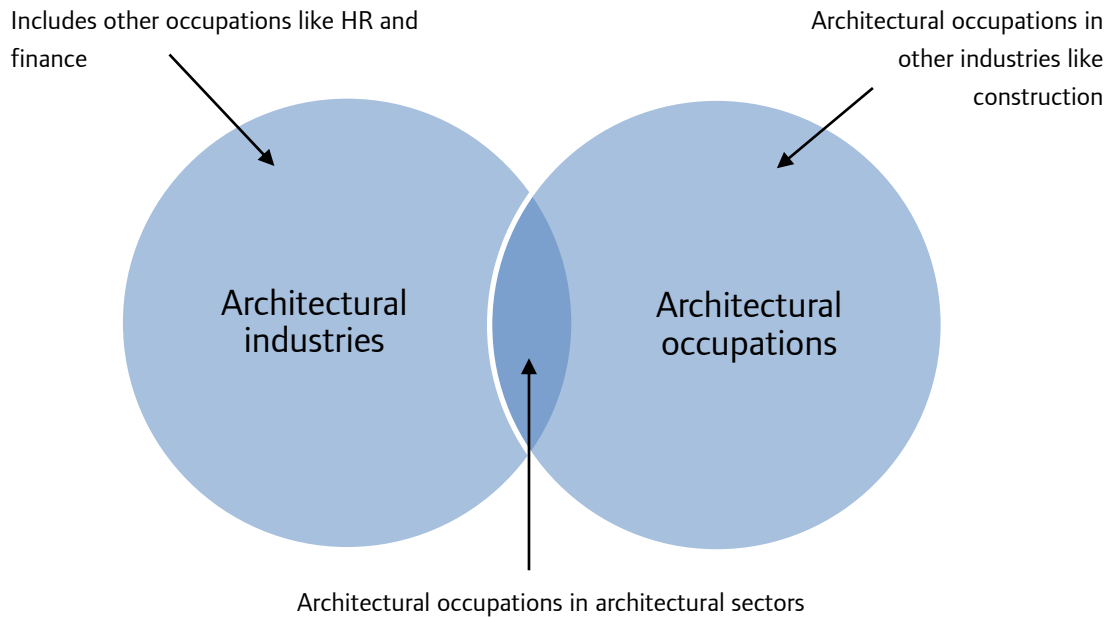 Includes other occupations like HR and
finance
Architectural occupations in
other industries like
construction
Architectural
industries
Architectural
occupations
Architectural occupations in architectural sectors